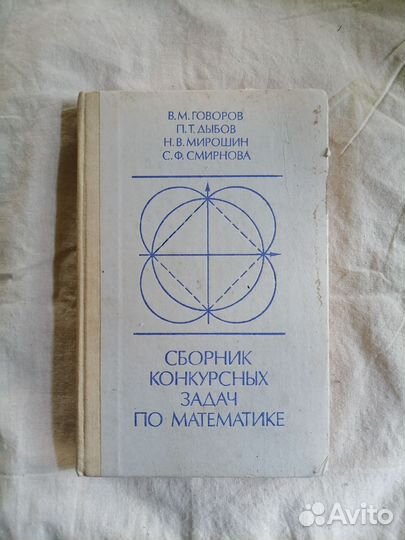 В.М.ГОВОРОВ
П.Т.ДЫБОВ
Н.В.МИРОШИН
С.Ф.СМИРНОВА
СБОРНИК
КОНКУРСНЫХ
ЗАДАЧ
ПО МАТЕМАТИКЕ
Avito